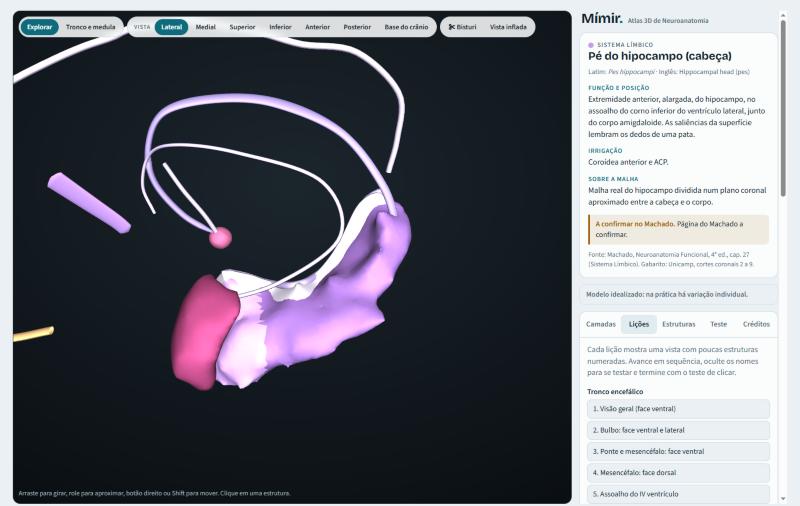 Explorar Tronco e medula VISTA Lateral Medial Superior Inferior Anterior Posterior Base do crânio Bisturi Vista inflada
Arraste para girar, role para aproximar, botão direito ou Shift para mover. Clique em uma estrutura.
Mímir. Atlas 3D de Neuroanatomia
SISTEMA LÍMBICO
Pé do hipocampo (cabeça)
Latim: Pes hippocampi · Inglês: Hippocampal head (pes)
FUNÇÃO E POSIÇÃO
Extremidade anterior, alargada, do hipocampo, no
assoalho do corno inferior do ventrículo lateral, junto
do corpo amigdaloide. As saliências da superfície
lembram os dedos de uma pata.
IRRIGAÇÃO
Coroídea anterior e ACP.
SOBRE A MALHA
Malha real do hipocampo dividida num plano coronal
aproximado entre a cabeça e o corpo.
A confirmar no Machado. Página do Machado a
confirmar.
Fonte: Machado, Neuroanatomia Funcional, 4ª ed., cap. 27
(Sistema Límbico). Gabarito: Unicamp, cortes coronais 2 a 9.
Modelo idealizado: na prática há variação individual.
Camadas Lições Estruturas Teste Créditos
Cada lição mostra uma vista com poucas estruturas
numeradas. Avance em sequência, oculte os nomes
para se testar e termine com o teste de clicar.
Tronco encefálico
1. Visão geral (face ventral)
2. Bulbo: face ventral e lateral
3. Ponte e mesencéfalo: face ventral
4. Mesencéfalo: face dorsal
5. Assoalho do IV ventrículo